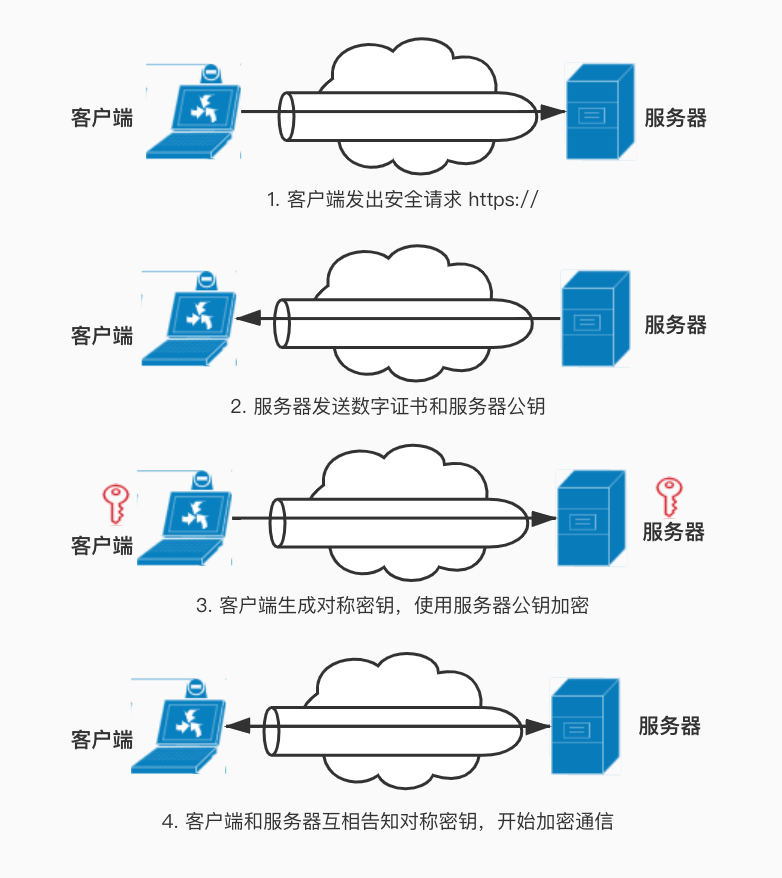 客户端
服务器
1. 客户端发出安全请求 https://
客户端
服务器
2. 服务器发送数字证书和服务器公钥
客户端
服务器
3. 客户端生成对称密钥，使用服务器公钥加密
客户端
服务器
4. 客户端和服务器互相告知对称密钥，开始加密通信